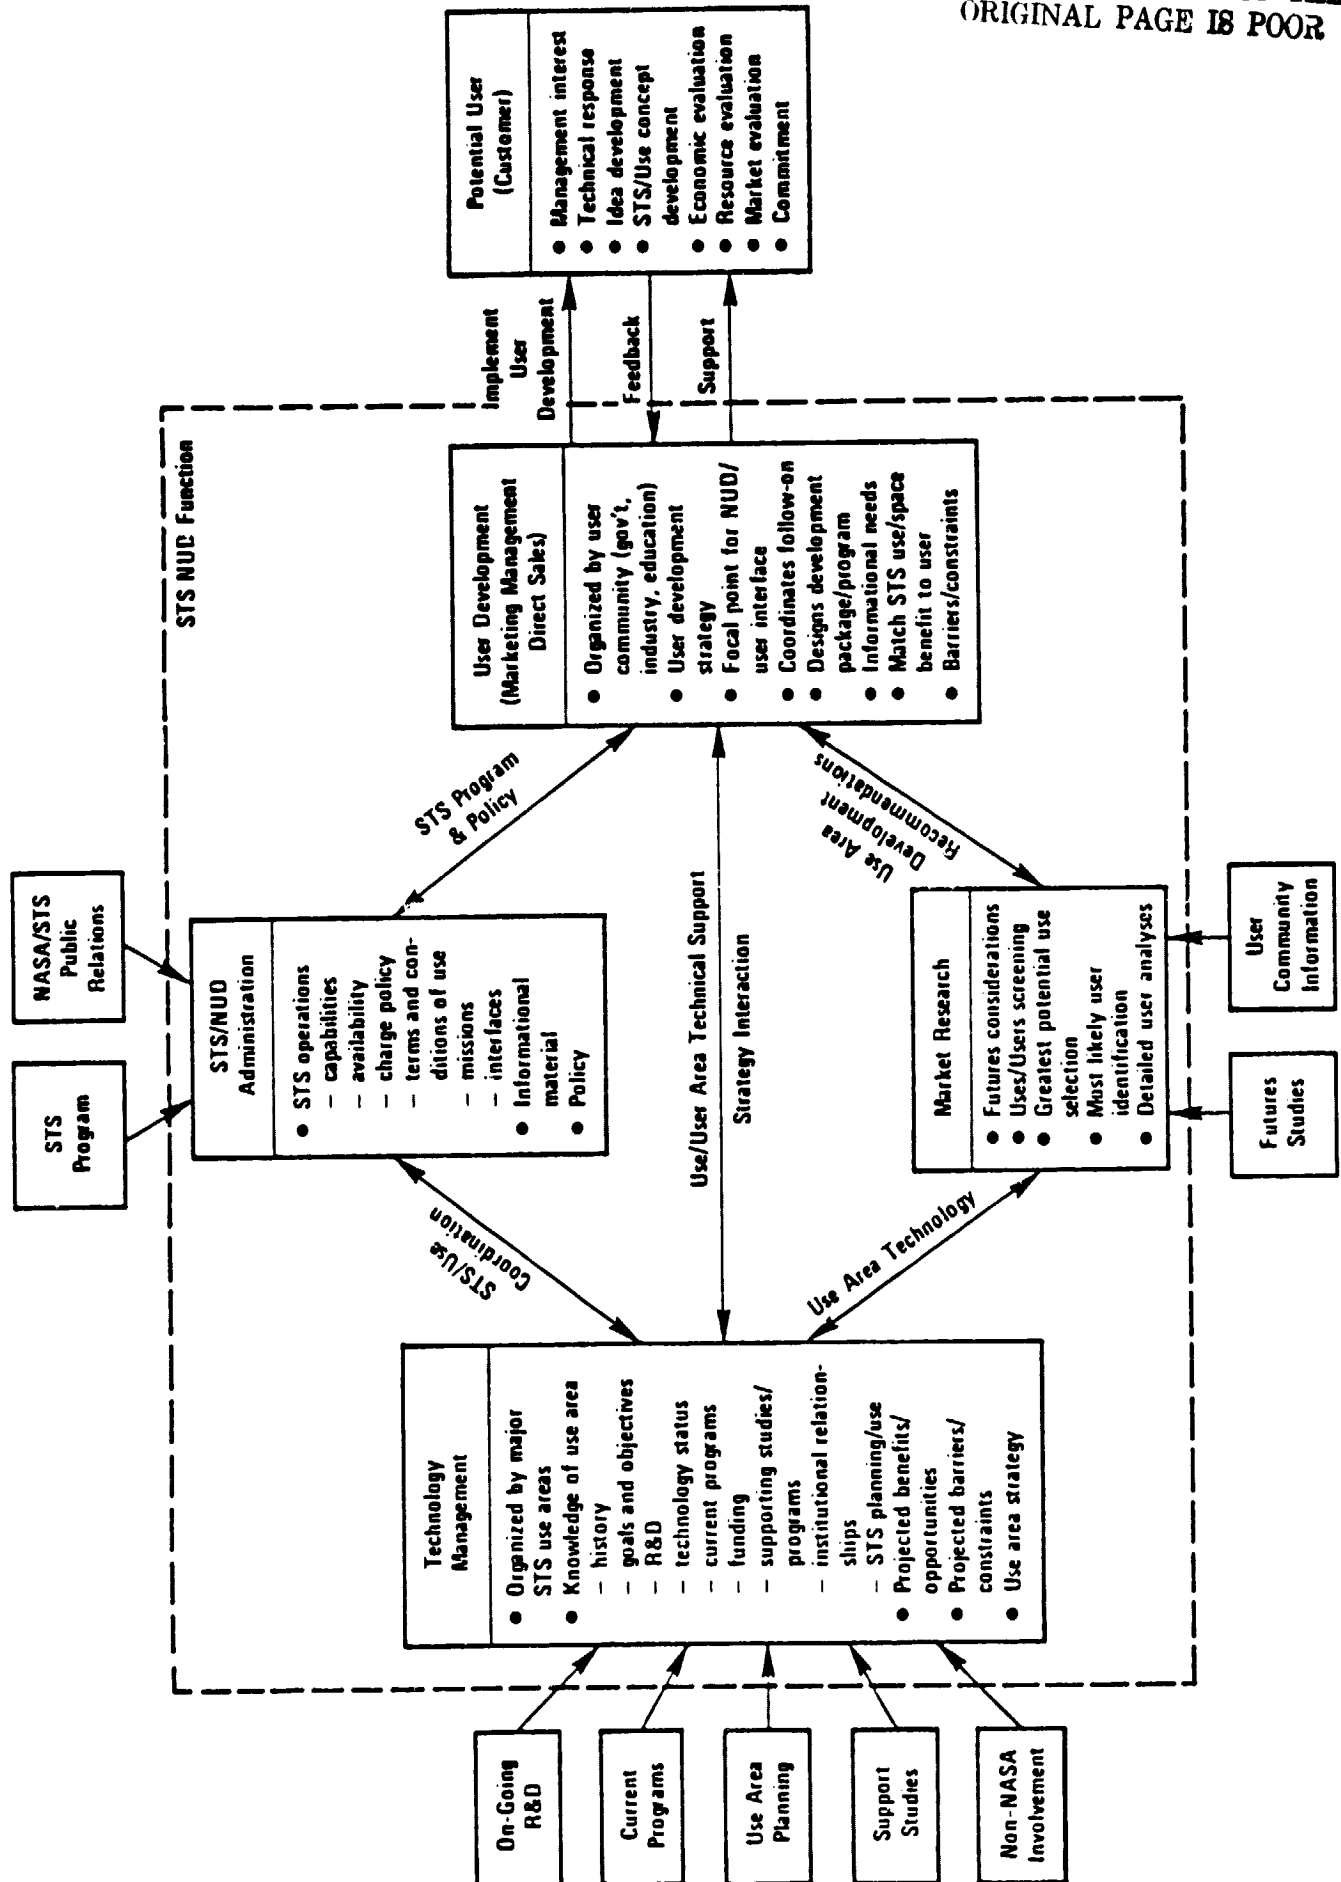 ORIGINAL PAGE IS POOR
STS
Program
NASA/STS
Public
Relations
STS NUD Function
STS/NUD
Administration
● STS operations
– capabilities
– availability
– charge policy
– terms and con-
ditions of use
– missions
– interfaces
● Informational
material
● Policy
STS/Use
Coordination
STS Program
& Policy
On-Going
R&D
Current
Programs
Use Area
Planning
Support
Studies
Non-NASA
Involvement
Technology
Management
● Organized by major
STS use areas
● Knowledge of use area
– history
– goals and objectives
R&D
– technology status
– current programs
– funding
– supporting studies/
programs
– institutional relation-
ships
– STS planning/use
● Projected benefits/
opportunities
● Projected barriers/
constraints
● Use area strategy
Use/User Area Technical Support
Strategy Interaction
User Development
(Marketing Management
Direct Sales)
● Organized by user
community (gov't,
industry, education)
● User development
strategy
● Focal point for NUD/
user interface
● Coordinates follow-on
● Designs development
package/program
● Informational needs
● Match STS use/space
benefit to user
● Barriers/constraints
Implement
User
Development
Feedback
Support
Potential User
(Customer)
● Management interest
● Technical response
● Idea development
● STS/Use concept
development
● Economic evaluation
● Resource evaluation
● Market evaluation
● Commitment
Use Area Technology
Use Area
Development
Recommendations
Market Research
● Futures considerations
● Uses/Users screening
● Greatest potential use
selection
● Most likely user
identification
● Detailed user analyses
Futures
Studies
User
Community
Information